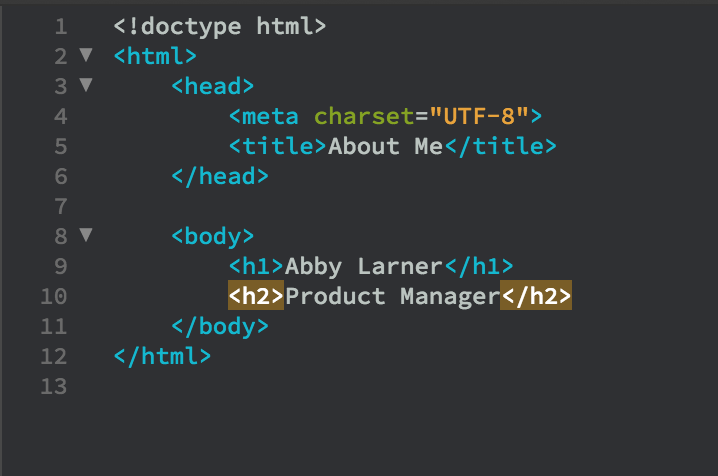 1 <!doctype html>
2 ▼ <html>
3 ▼     <head>
4         <meta charset="UTF-8">
5         <title>About Me</title>
6     </head>
7
8 ▼     <body>
9         <h1>Abby Larner</h1>
10         <h2>Product Manager</h2>
11     </body>
12 </html>
13